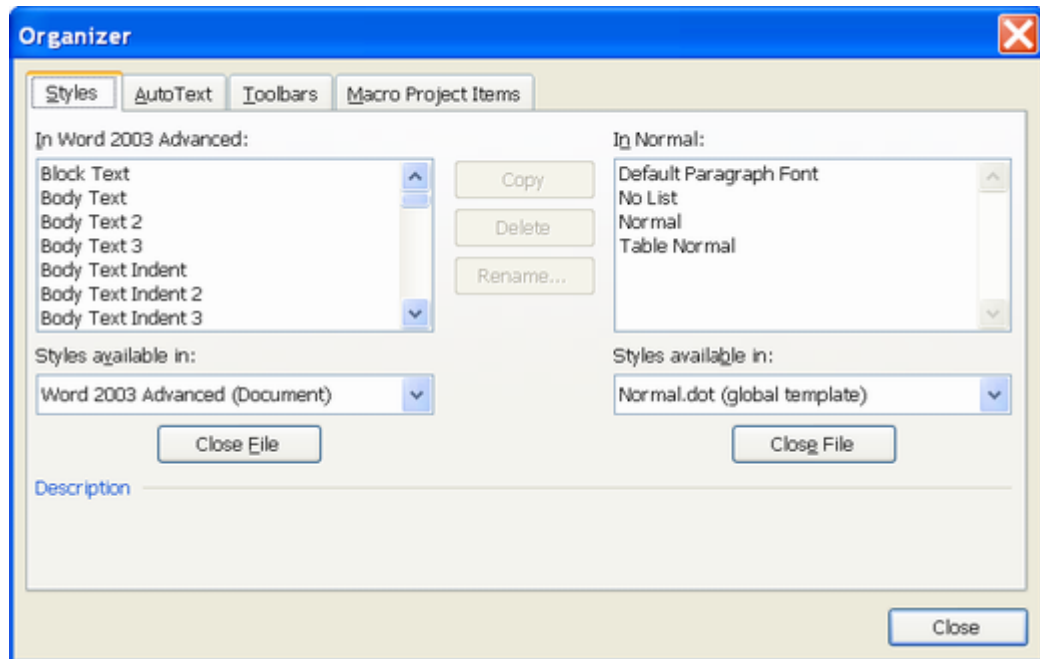 Organizer
Styles AutoText Toolbars Macro Project Items
In Word 2003 Advanced:
Block Text
Body Text
Body Text 2
Body Text 3
Body Text Indent
Body Text Indent 2
Body Text Indent 3
Copy
Delete
Rename...
In Normal:
Default Paragraph Font
No List
Normal
Table Normal
Styles available in:
Word 2003 Advanced (Document)
Close File
Styles available in:
Normal.dot (global template)
Close File
Description
Close